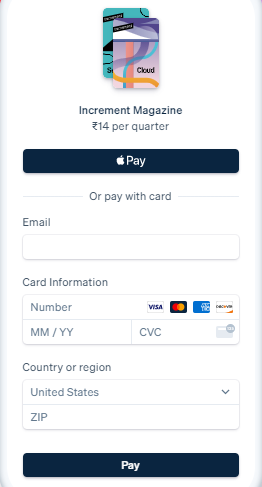 Increment
Increment
Cloud
Increment Magazine
₹14 per quarter
Pay
Or pay with card
Email
Card Information
Number VISA
MM / YY CVC
Country or region
United States
ZIP
Pay